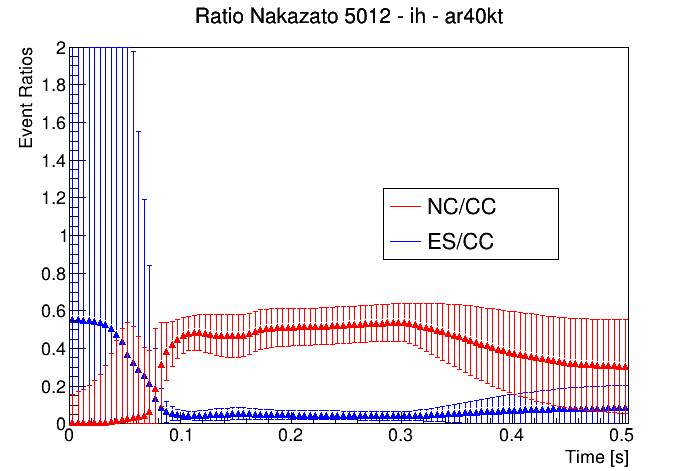 Ratio Nakazato 5012 - ih - ar40kt
Event Ratios
2
1.8
1.6
1.4
1.2
1
0.8
0.6
0.4
0.2
0
NC/CC
ES/CC
0 0.1 0.2 0.3 0.4 0.5
Time [s]